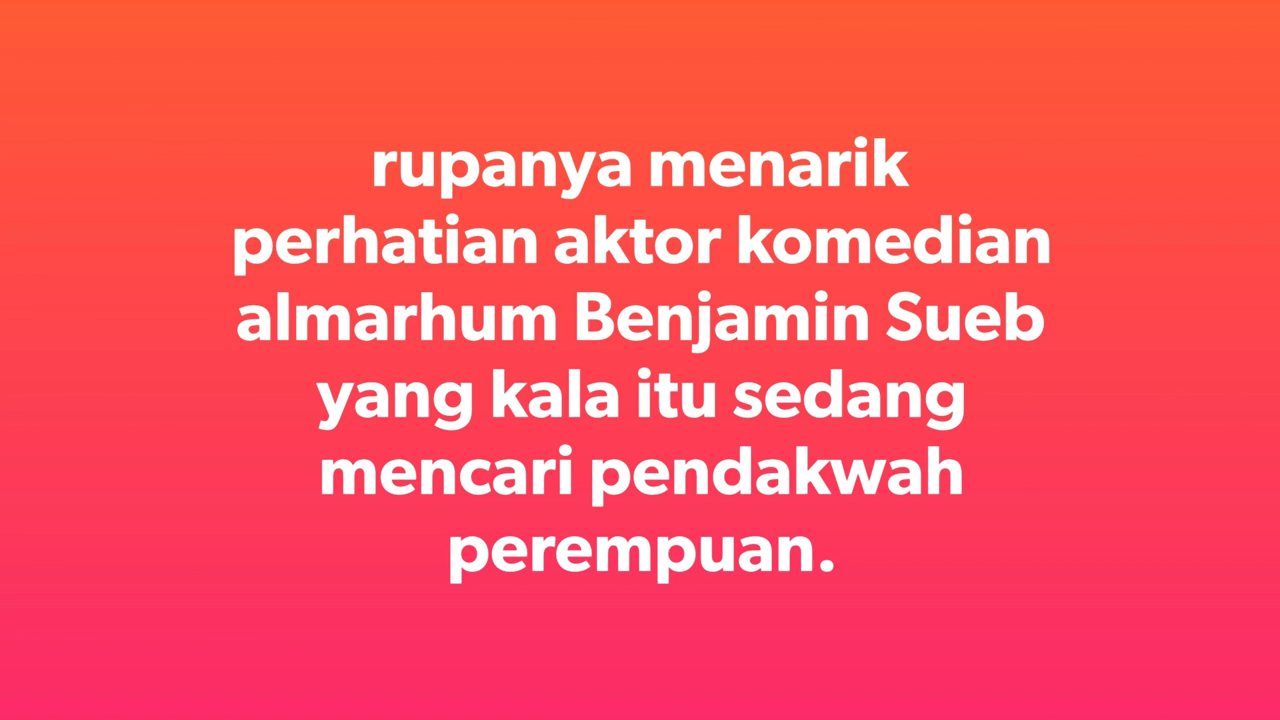 rupanya menarik
perhatian aktor komedian
almarhum Benjamin Sueb
yang kala itu sedang
mencari pendakwah
perempuan.